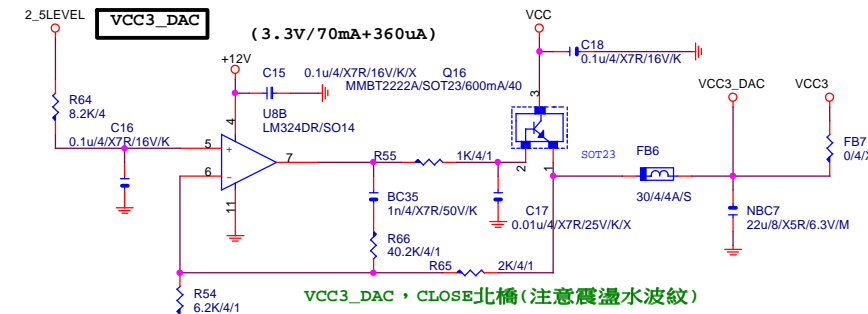 2_5LEVEL
VCC3_DAC
(3.3V/70mA+360uA)
VCC
+12V
C18
0.1u/4/X7R/16V/K
C15
0.1u/4/X7R/16V/K/X
Q16
MMBT2222A/SOT23/600mA/40
VCC3_DAC
VCC3
R64
8.2K/4
U8B
LM324DR/SO14
3
4
C16
0.1u/4/X7R/16V/K
5
+
7
6
-
11
R55
1K/4/1
2
1
SOT23
FB6
30/4/4A/S
FB7
0/4/X
BC35
1n/4/X7R/50V/K
C17
0.01u/4/X7R/25V/K/X
NBC7
22u/8/X5R/6.3V/M
R66
40.2K/4/1
R65
2K/4/1
R54
6.2K/4/1
VCC3_DAC，CLOSE北橋(注意震盪水波紋)